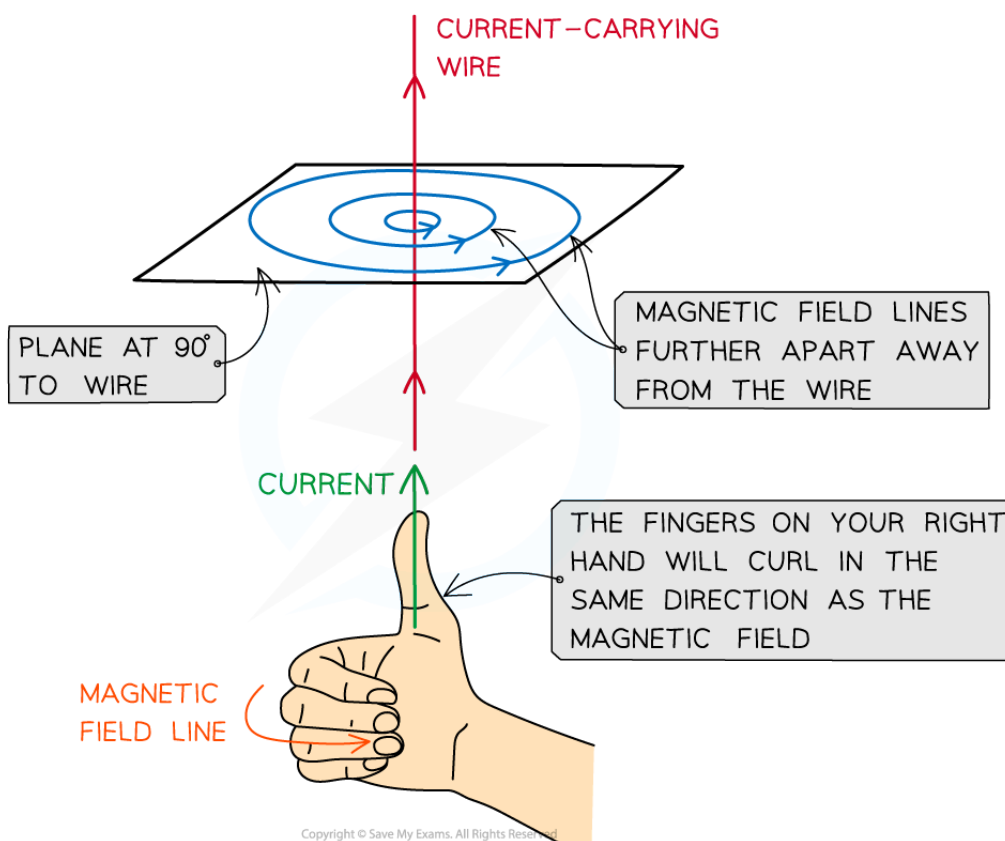 CURRENT-CARRYING
WIRE
PLANE AT 90°
TO WIRE
MAGNETIC FIELD LINES
FURTHER APART AWAY
FROM THE WIRE
CURRENT
THE FINGERS ON YOUR RIGHT
HAND WILL CURL IN THE
SAME DIRECTION AS THE
MAGNETIC FIELD
MAGNETIC
FIELD LINE
Copyright © Save My Exams. All Rights Reserved